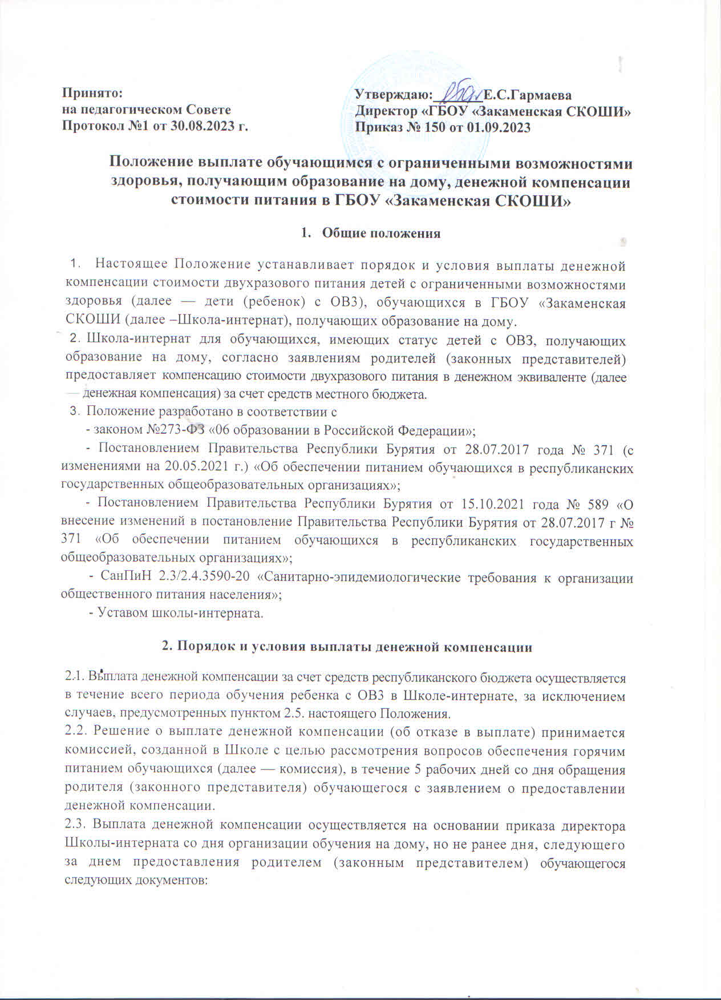 Принято:
на педагогическом Совете
Протокол №1 от 30.08.2023 г.
Утверждаю:_______Е.С.Гармаева
Директор «ГБОУ «Закаменская СКОШИ»
Приказ № 150 от 01.09.2023
Положение выплате обучающимся с ограниченными возможностями
здоровья, получающим образование на дому, денежной компенсации
стоимости питания в ГБОУ «Закаменская СКОШИ»
1. Общие положения
1. Настоящее Положение устанавливает порядок и условия выплаты денежной
компенсации стоимости двухразового питания детей с ограниченными возможностями
здоровья (далее — дети (ребенок) с ОВЗ), обучающихся в ГБОУ «Закаменская
СКОШИ (далее –Школа-интернат), получающих образование на дому.
2. Школа-интернат для обучающихся, имеющих статус детей с ОВЗ, получающих
образование на дому, согласно заявлениям родителей (законных представителей)
предоставляет компенсацию стоимости двухразового питания в денежном эквиваленте (далее
— денежная компенсация) за счет средств местного бюджета.
3. Положение разработано в соответствии с
- законом №273-ФЗ «06 образовании в Российской Федерации»;
- Постановлением Правительства Республики Бурятия от 28.07.2017 года № 371 (с
изменениями на 20.05.2021 г.) «Об обеспечении питанием обучающихся в республиканских
государственных общеобразовательных организациях»;
- Постановлением Правительства Республики Бурятия от 15.10.2021 года № 589 «О
внесение изменений в постановление Правительства Республики Бурятия от 28.07.2017 г №
371 «Об обеспечении питанием обучающихся в республиканских государственных
общеобразовательных организациях»;
- СанПиН 2.3/2.4.3590-20 «Санитарно-эпидемиологические требования к организации
общественного питания населения»;
- Уставом школы-интерната.
2. Порядок и условия выплаты денежной компенсации
2.1. Выплата денежной компенсации за счет средств республиканского бюджета осуществляется
в течение всего периода обучения ребенка с ОВЗ в Школе-интернате, за исключением
случаев, предусмотренных пунктом 2.5. настоящего Положения.
2.2. Решение о выплате денежной компенсации (об отказе в выплате) принимается
комиссией, созданной в Школе с целью рассмотрения вопросов обеспечения горячим
питанием обучающихся (далее — комиссия), в течение 5 рабочих дней со дня обращения
родителя (законного представителя) обучающегося с заявлением о предоставлении
денежной компенсации.
2.3. Выплата денежной компенсации осуществляется на основании приказа директора
Школы-интерната со дня организации обучения на дому, но не ранее дня, следующего
за днем предоставления родителем (законным представителем) обучающегося
следующих документов: